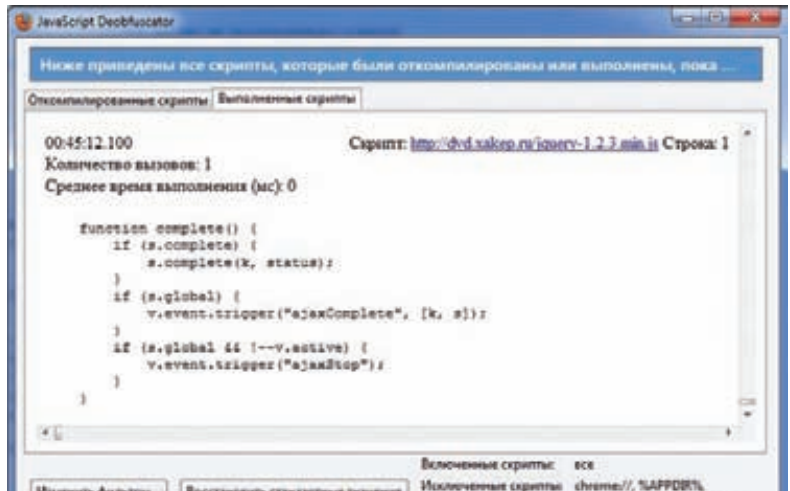 JavaScript Deobfuscator
Ниже приведены все скрипты, которые были откомпилированы или выполнены, пока ...
Откомпилированные скрипты Выполненные скрипты
00:45:12.100 Скрипт: http://dvd.xakep.ru/jquery-1.2.3.min.js Строка: 1
Количество вызовов: 1
Среднее время выполнения (мс): 0
function complete() {
if (s.complete) {
s.complete(k, status);
}
if (s.global) {
v.event.trigger("ajaxComplete", [k, s]);
}
if (s.global && !--v.active) {
v.event.trigger("ajaxStop");
}
}
Включенные скрипты: все
Исключенные скрипты: chrome://, %APPDIR%,